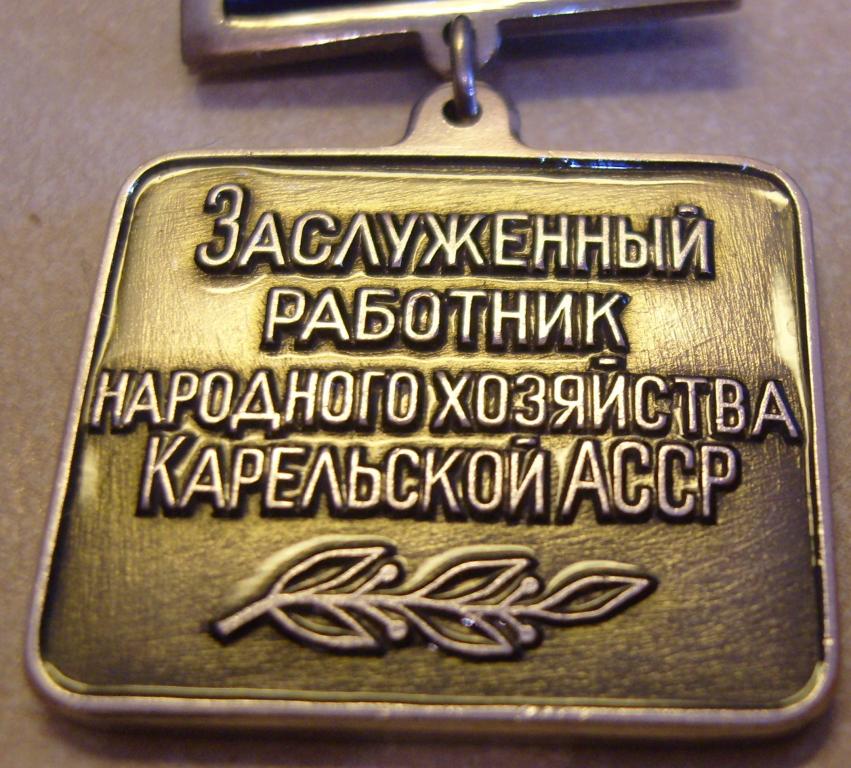 Заслуженный
работник
народного хозяйства
Карельской АССР